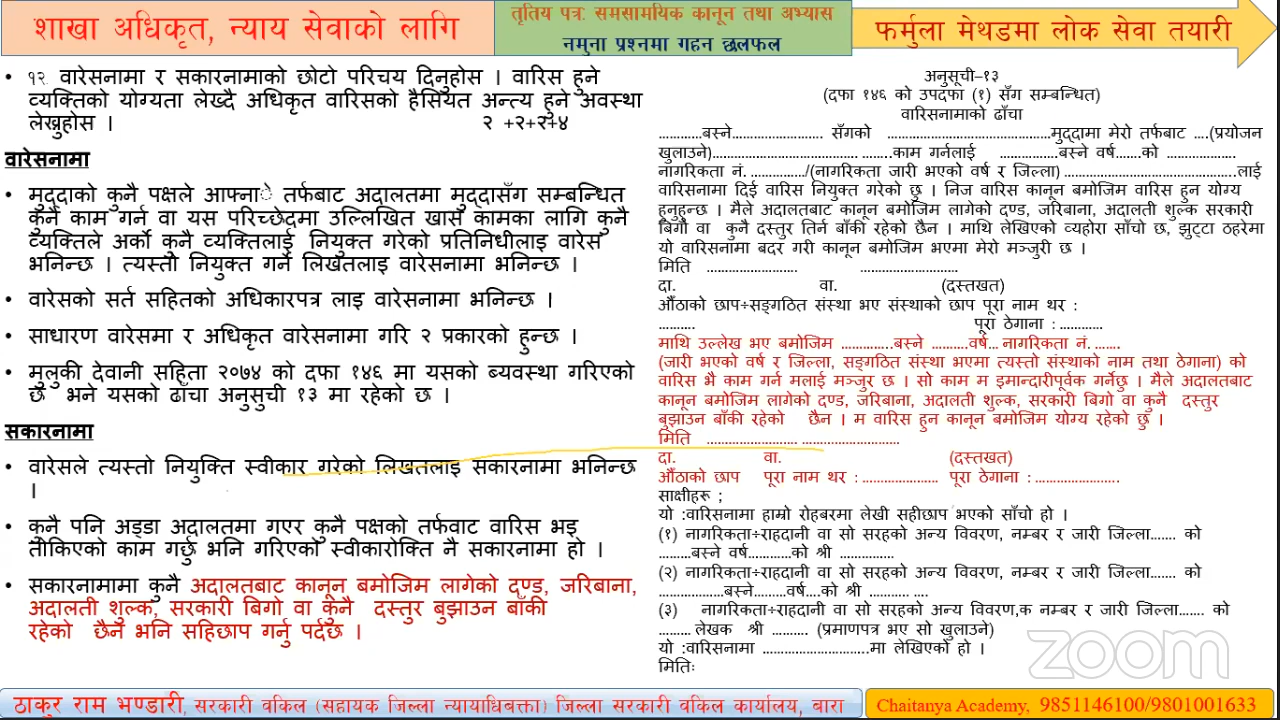 शाखा अधिकृत, न्याय सेवाको लागि
तृतिय पत्र: समसामयिक कानून तथा अभ्यास
नमुना प्रश्नमा गहन छलफल
फर्मुला मेथडमा लोक सेवा तयारी
• १२. वारेसनामा र सकारनामाको छोटो परिचय दिनुहोस । वारिस हुने
व्यक्तिको योग्यता लेख्दै अधिकृत वारिसको हैसियत अन्त्य हुने अवस्था
लेख्नुहोस । २ +२+२+४
वारेसनामा
• मुद्दाको कुनै पक्षले आफ्नाे तर्फबाट अदालतमा मुद्दासँग सम्बन्धित
कुनै काम गर्न वा यस परिच्छेदमा उल्लिखित खास कामका लागि कुनै
व्यक्तिले अर्को कुनै व्यक्तिलाई नियुक्त गरेको प्रतिनिधीलाइ वारेस
भनिन्छ । त्यस्तो नियुक्त गर्ने लिखतलाइ वारेसनामा भनिन्छ ।
• वारेसको सर्त सहितको अधिकारपत्र लाइ वारेसनामा भनिन्छ ।
• साधारण वारेसमा र अधिकृत वारेसनामा गरि २ प्रकारको हुन्छ ।
• मुलुकी देवानी सहिता २०७४ को दफा १४६ मा यसको ब्यवस्था गरिएको
छ भने यसको ढाँचा अनुसुची १३ मा रहेको छ ।
सकारनामा
• वारेसले त्यस्तो नियुक्ति स्वीकार गरेको लिखतलाइ सकारनामा भनिन्छ
।
• कुनै पनि अड्डा अदालतमा गएर कुनै पक्षको तर्फवाट वारिस भइ
तोकिएको काम गर्छु भनि गरिएको स्वीकारोक्ति नै सकारनामा हो ।
• सकारनामामा कुनै अदालतबाट कानून बमोजिम लागेको दण्ड, जरिबाना,
अदालती शुल्क, सरकारी बिगो वा कुनै दस्तुर बुझाउन बाँकी
रहेको छैन भनि सहिछाप गर्नु पर्दछ ।
अनुसूची–१३
(दफा १४६ को उपदफा (१) सँग सम्बन्धित)
वारिसनामाको ढाँचा
...........बस्ने....................... सँगको .........................................मुद्दामा मेरो तर्फबाट ....(प्रयोजन
खुलाउने)..................................... ........काम गर्नलाई ...............बस्ने वर्ष.......को ..................
नागरिकता नं. ............../(नागरिकता जारी भएको वर्ष र जिल्ला) ............................................लाई
वारिसनामा दिई वारिस नियुक्त गरेको छु । निज वारिस कानून बमोजिम वारिस हुन योग्य
हुनुहुन्छ । मैले अदालतबाट कानून बमोजिम लागेको दण्ड, जरिबाना, अदालती शुल्क सरकारी
बिगो वा कुनै दस्तुर तिर्न बाँकी रहेको छैन । माथि लेखिएको व्यहोरा साँचो छ, झुट्टा ठहरेमा
यो वारिसनामा बदर गरी कानून बमोजिम भएमा मेरो मञ्जुरी छ ।
मिति ....................... .........................
दा. वा. (दस्तखत)
औंठाको छाप÷सङ्गठित संस्था भए संस्थाको छाप पूरा नाम थर :
.......... पूरा ठेगाना : ............
माथि उल्लेख भए बमोजिम .............बस्ने ..........वर्ष... नागरिकता नं. .......
(जारी भएको वर्ष र जिल्ला, सङ्गठित संस्था भएमा त्यस्तो संस्थाको नाम तथा ठेगाना) को
वारिस भै काम गर्न मलाई मञ्जुर छ । सो काम म इमान्दारीपूर्वक गर्नेछु । मैले अदालतबाट
कानून बमोजिम लागेको दण्ड, जरिबाना, अदालती शुल्क, सरकारी बिगो वा कुनै दस्तुर
बुझाउन बाँकी रहेको छैन । म वारिस हुन कानून बमोजिम योग्य रहेको छु ।
मिति ....................... .........................
दा. वा. (दस्तखत)
औंठाको छाप पूरा नाम थर : ..................... पूरा ठेगाना : ......................
साक्षीहरू ;
यो :वारिसनामा हाम्रो रोहबरमा लेखी सहीछाप भएको साँचो हो ।
(१) नागरिकता÷राहदानी वा सो सरहको अन्य विवरण, नम्बर र जारी जिल्ला....... को
.........बस्ने वर्ष...........को श्री ..............
(२) नागरिकता÷राहदानी वा सो सरहको अन्य विवरण, नम्बर र जारी जिल्ला....... को
.................बस्ने.........वर्ष....को श्री .......... ....
(३) नागरिकता÷राहदानी वा सो सरहको अन्य विवरण,क नम्बर र जारी जिल्ला....... को
......... लेखक श्री .......... (प्रमाणपत्र भए सो खुलाउने)
यो :वारिसनामा ...........................मा लेखिएको हो ।
मितिः
zoom
ठाकुर राम भण्डारी, सरकारी वकिल (सहायक जिल्ला न्यायाधिबक्ता) जिल्ला सरकारी वकिल कार्यालय, बारा
Chaitanya Academy, 9851146100/9801001633